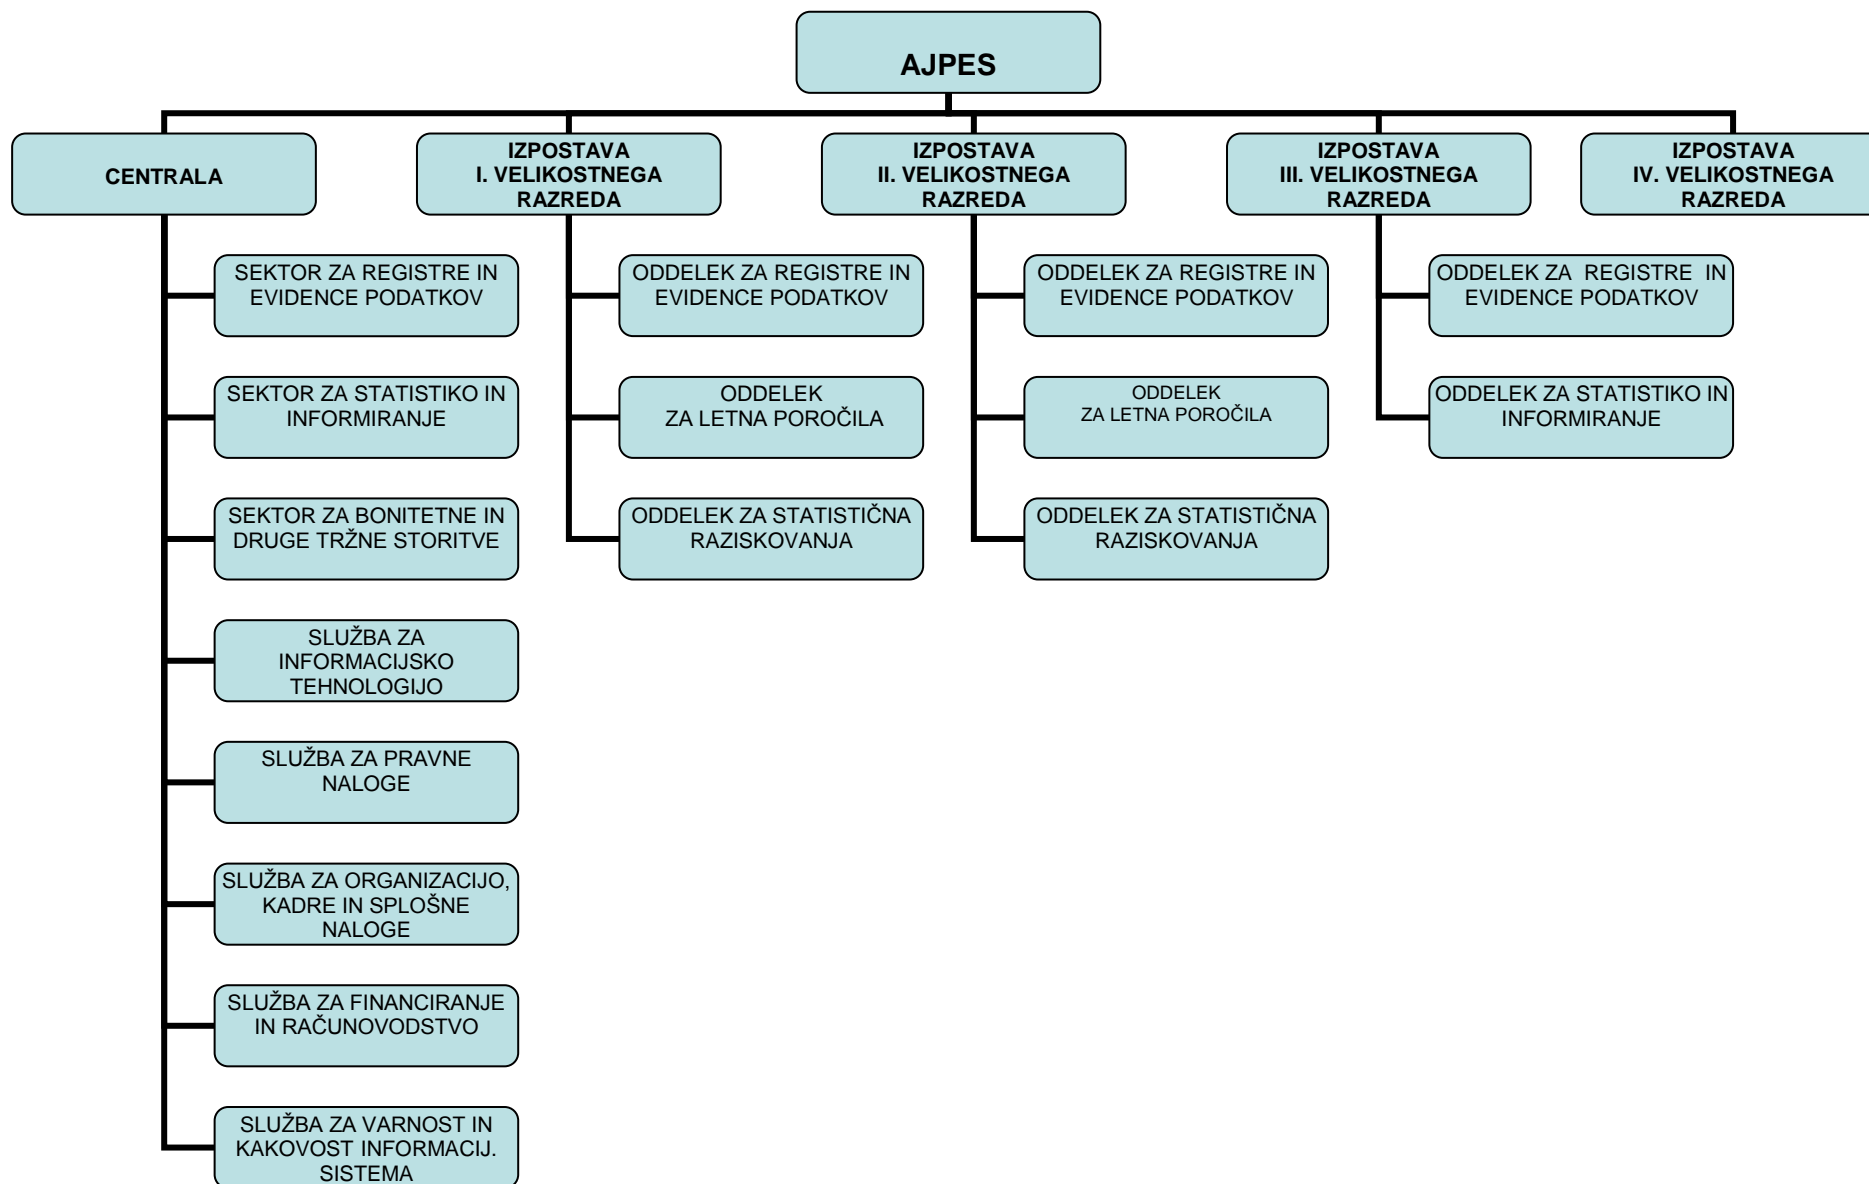 AJPES
CENTRALA
IZPOSTAVA
I. VELIKOSTNEGA
RAZREDA
IZPOSTAVA
II. VELIKOSTNEGA
RAZREDA
IZPOSTAVA
III. VELIKOSTNEGA
RAZREDA
IZPOSTAVA
IV. VELIKOSTNEGA
RAZREDA
SEKTOR ZA REGISTRE IN
EVIDENCE PODATKOV
SEKTOR ZA STATISTIKO IN
INFORMIRANJE
SEKTOR ZA BONITETNE IN
DRUGE TRŽNE STORITVE
SLUŽBA ZA
INFORMACIJSKO
TEHNOLOGIJO
SLUŽBA ZA PRAVNE
NALOGE
SLUŽBA ZA ORGANIZACIJO,
KADRE IN SPLOŠNE
NALOGE
SLUŽBA ZA FINANCIRANJE
IN RAČUNOVODSTVO
SLUŽBA ZA VARNOST IN
KAKOVOST INFORMACIJ.
SISTEMA
ODDELEK ZA REGISTRE IN
EVIDENCE PODATKOV
ODDELEK
ZA LETNA POROČILA
ODDELEK ZA STATISTIČNA
RAZISKOVANJA
ODDELEK ZA REGISTRE IN
EVIDENCE PODATKOV
ODDELEK
ZA LETNA POROČILA
ODDELEK ZA STATISTIČNA
RAZISKOVANJA
ODDELEK ZA  REGISTRE  IN
EVIDENCE PODATKOV
ODDELEK ZA STATISTIKO IN
INFORMIRANJE